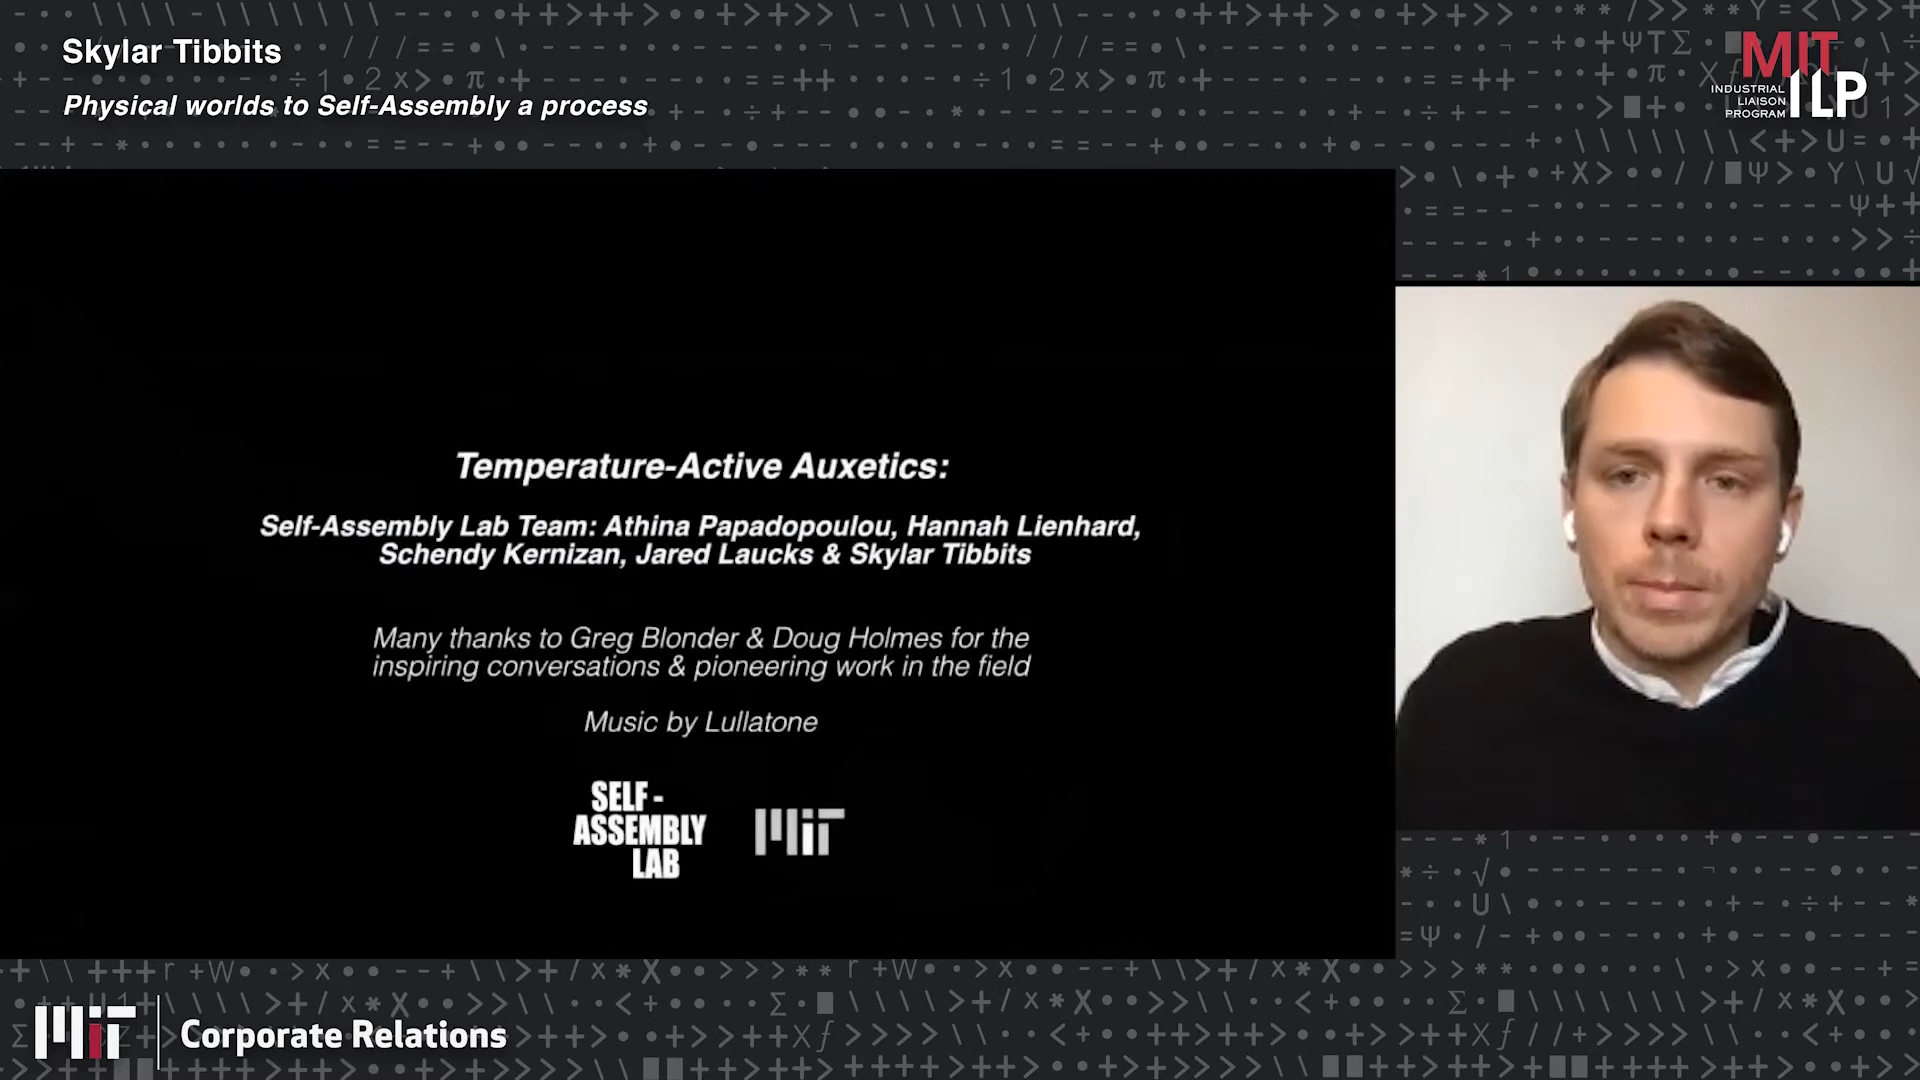 Skylar Tibbits
Physical worlds to Self-Assembly a process
MIT
ILP
INDUSTRIAL
LIAISON
PROGRAM
Temperature-Active Auxetics:
Self-Assembly Lab Team: Athina Papadopoulou, Hannah Lienhard,
Schendy Kernizan, Jared Laucks & Skylar Tibbits
Many thanks to Greg Blonder & Doug Holmes for the
inspiring conversations & pioneering work in the field
Music by Lullatone
SELF-
ASSEMBLY
LAB
MIT
MIT
Corporate Relations